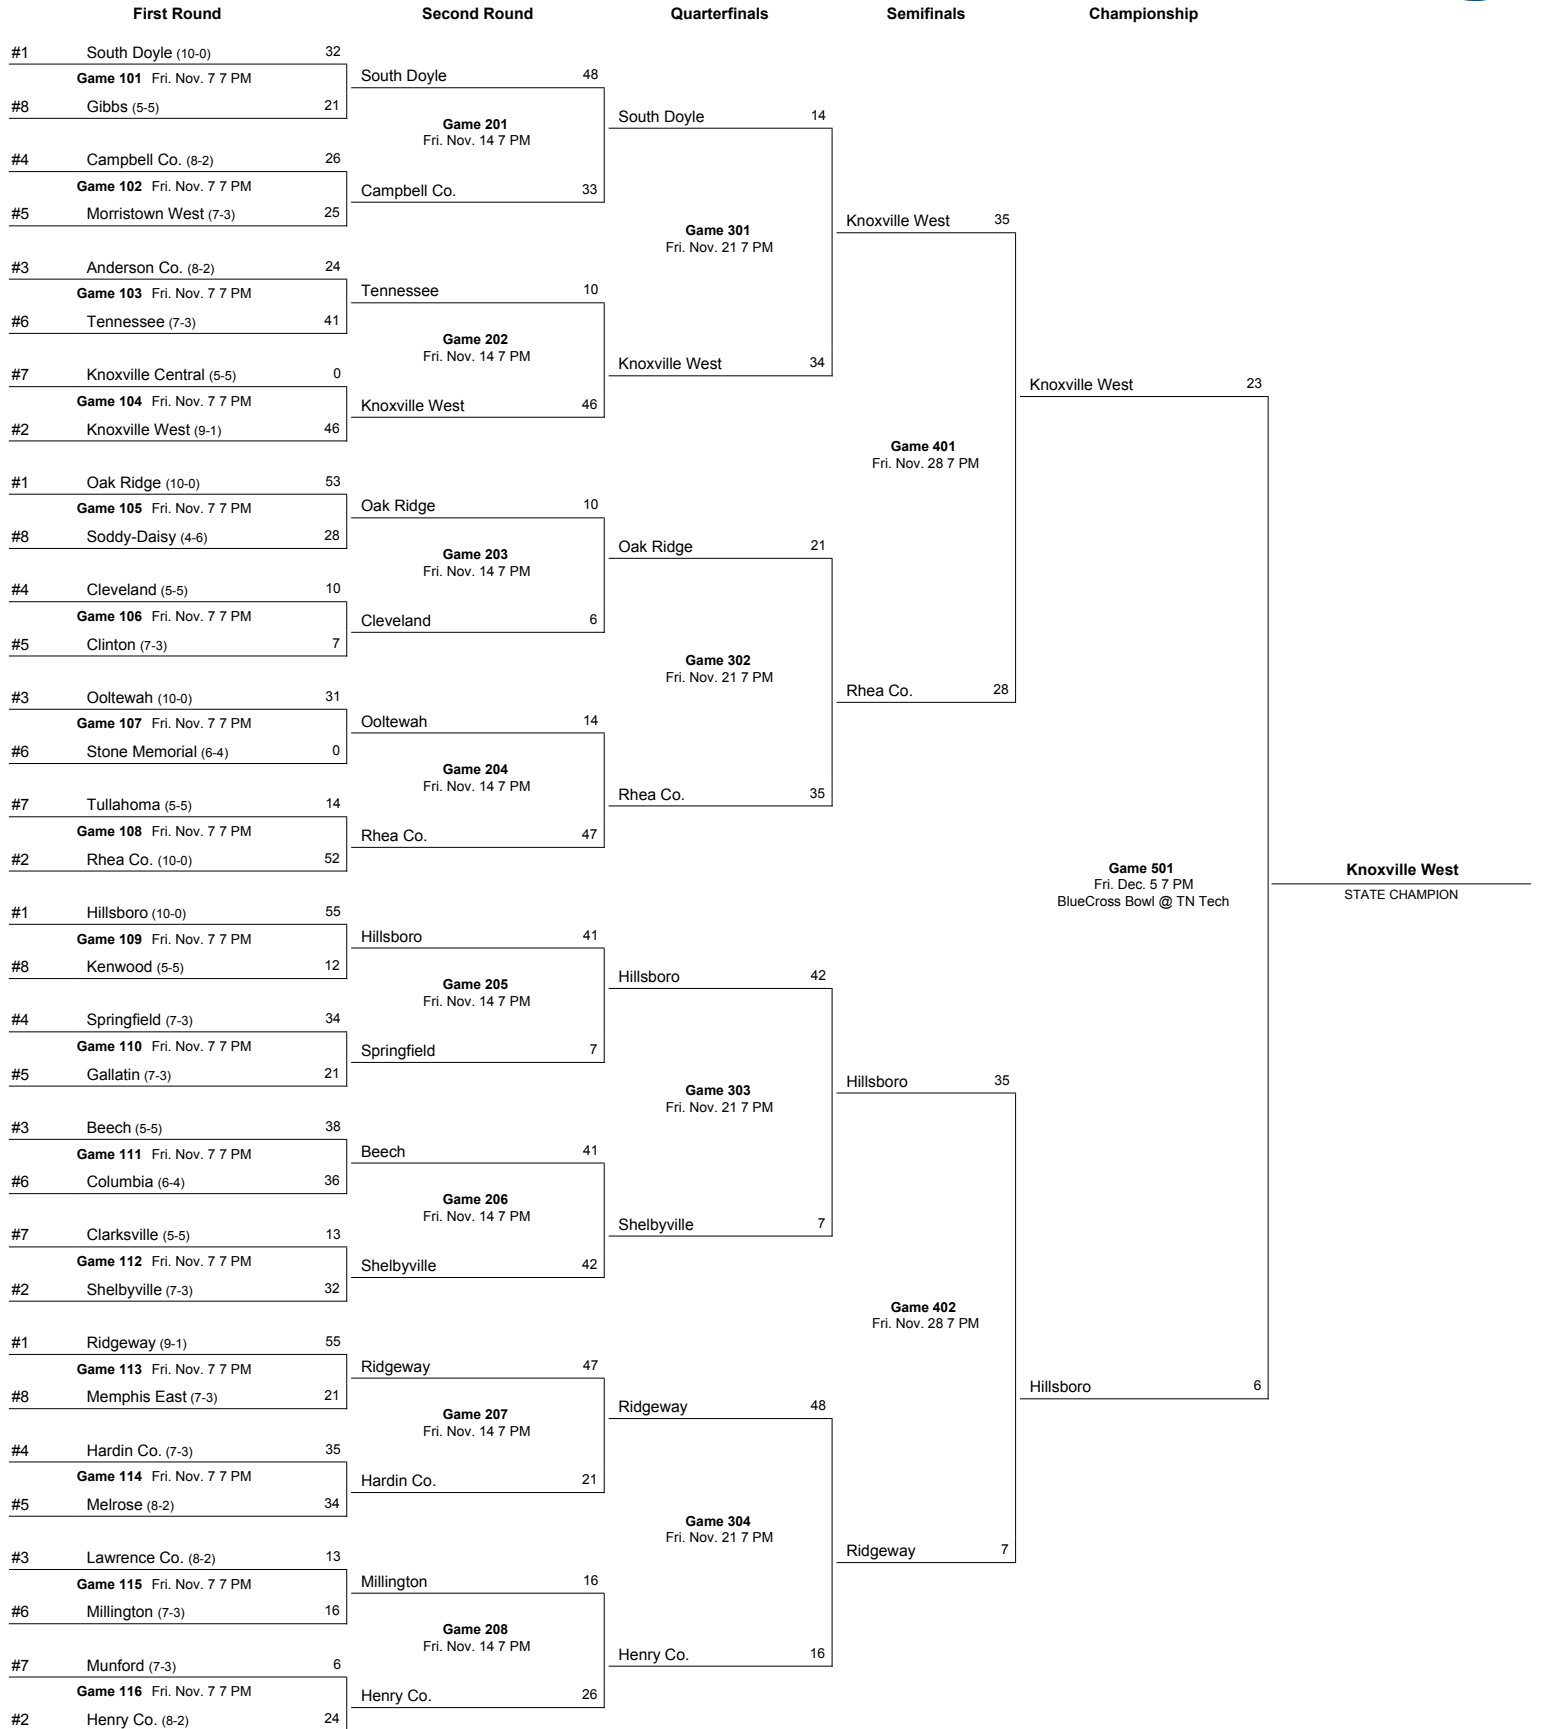 First Round Second Round Quarterfinals Semifinals Championship
#1 South Doyle (10-0) 32
Game 101 Fri. Nov. 7 7 PM
#8 Gibbs (5-5) 21
#4 Campbell Co. (8-2) 26
Game 102 Fri. Nov. 7 7 PM
#5 Morristown West (7-3) 25
#3 Anderson Co. (8-2) 24
Game 103 Fri. Nov. 7 7 PM
#6 Tennessee (7-3) 41
#7 Knoxville Central (5-5) 0
Game 104 Fri. Nov. 7 7 PM
#2 Knoxville West (9-1) 46
#1 Oak Ridge (10-0) 53
Game 105 Fri. Nov. 7 7 PM
#8 Soddy-Daisy (4-6) 28
#4 Cleveland (5-5) 10
Game 106 Fri. Nov. 7 7 PM
#5 Clinton (7-3) 7
#3 Ooltewah (10-0) 31
Game 107 Fri. Nov. 7 7 PM
#6 Stone Memorial (6-4) 0
#7 Tullahoma (5-5) 14
Game 108 Fri. Nov. 7 7 PM
#2 Rhea Co. (10-0) 52
#1 Hillsboro (10-0) 55
Game 109 Fri. Nov. 7 7 PM
#8 Kenwood (5-5) 12
#4 Springfield (7-3) 34
Game 110 Fri. Nov. 7 7 PM
#5 Gallatin (7-3) 21
#3 Beech (5-5) 38
Game 111 Fri. Nov. 7 7 PM
#6 Columbia (6-4) 36
#7 Clarksville (5-5) 13
Game 112 Fri. Nov. 7 7 PM
#2 Shelbyville (7-3) 32
#1 Ridgeway (9-1) 55
Game 113 Fri. Nov. 7 7 PM
#8 Memphis East (7-3) 21
#4 Hardin Co. (7-3) 35
Game 114 Fri. Nov. 7 7 PM
#5 Melrose (8-2) 34
#3 Lawrence Co. (8-2) 13
Game 115 Fri. Nov. 7 7 PM
#6 Millington (7-3) 16
#7 Munford (7-3) 6
Game 116 Fri. Nov. 7 7 PM
#2 Henry Co. (8-2) 24
South Doyle 48
Game 201
Fri. Nov. 14 7 PM
Campbell Co. 33
Tennessee 10
Game 202
Fri. Nov. 14 7 PM
Knoxville West 46
Oak Ridge 10
Game 203
Fri. Nov. 14 7 PM
Cleveland 6
Ooltewah 14
Game 204
Fri. Nov. 14 7 PM
Rhea Co. 47
Hillsboro 41
Game 205
Fri. Nov. 14 7 PM
Springfield 7
Beech 41
Game 206
Fri. Nov. 14 7 PM
Shelbyville 42
Ridgeway 47
Game 207
Fri. Nov. 14 7 PM
Hardin Co. 21
Millington 16
Game 208
Fri. Nov. 14 7 PM
Henry Co. 26
South Doyle 14
Game 301
Fri. Nov. 21 7 PM
Knoxville West 34
Oak Ridge 21
Game 302
Fri. Nov. 21 7 PM
Rhea Co. 35
Hillsboro 42
Game 303
Fri. Nov. 21 7 PM
Shelbyville 7
Ridgeway 48
Game 304
Fri. Nov. 21 7 PM
Henry Co. 16
Knoxville West 35
Game 401
Fri. Nov. 28 7 PM
Rhea Co. 28
Hillsboro 35
Game 402
Fri. Nov. 28 7 PM
Ridgeway 7
Knoxville West 23
Game 501
Fri. Dec. 5 7 PM
BlueCross Bowl @ TN Tech
Hillsboro 6
Knoxville West
STATE CHAMPION